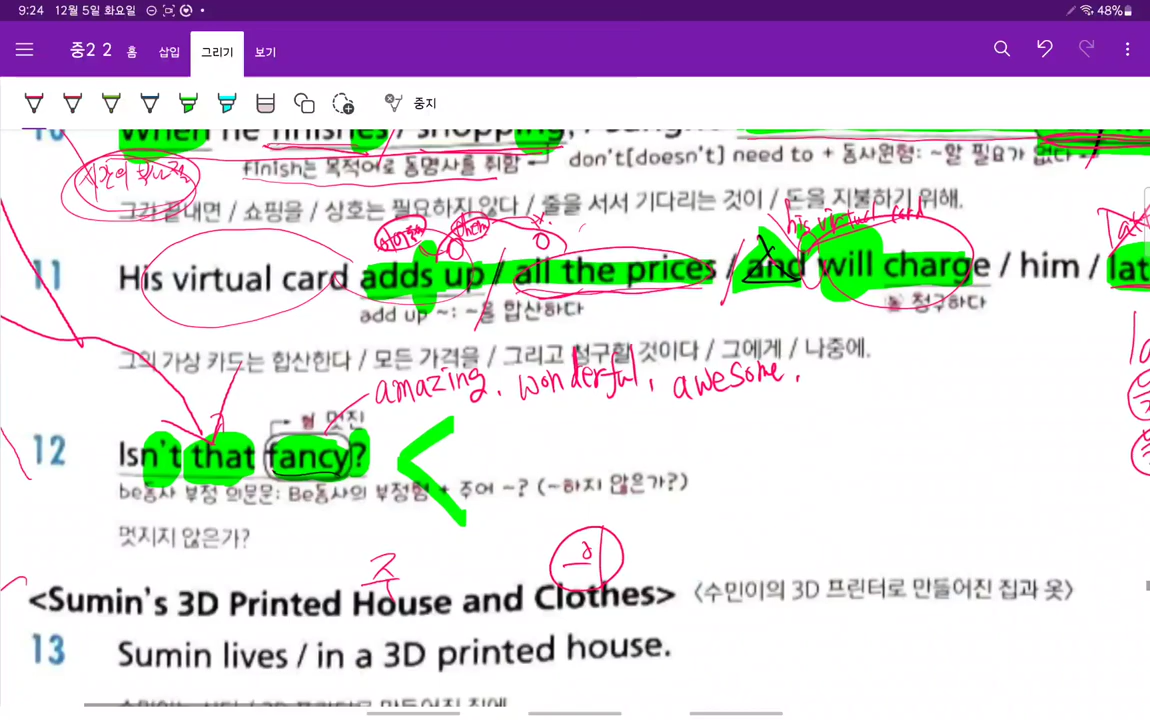 9:24 12월 5일 화요일 48%
중2 2 홈 삽입 그리기 보기
중지
10 When he finishes / shopping,
finish는 목적어로 동명사를 취함 don't[doesn't] need to + 동사원형: ~할 필요가 없다
시간의 부사절
그가 끝내면 / 쇼핑을 / 상호는 필요하지 않다 / 줄을 서서 기다리는 것이 / 돈을 지불하기 위해.
them his virtual card
11 His virtual card adds up / all the prices / and will charge / him / lat
add up ~: ~을 합산하다 청구하다
그의 가상 카드는 합산한다 / 모든 가격을 / 그리고 청구할 것이다 / 그에게 / 나중에.
amazing. wonderful, awesome.
형 멋진
12 Isn't that fancy?
be동사 부정 의문문: Be동사의 부정형 + 주어 ~? (~하지 않은가?)
멋지지 않은가?
주
<Sumin's 3D Printed House and Clothes> <수민이의 3D 프린터로 만들어진 집과 옷>
13 Sumin lives / in a 3D printed house.